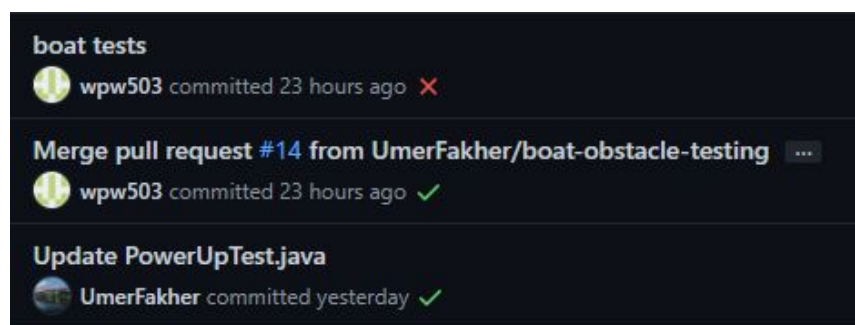 boat tests
wpw503 committed 23 hours ago
Merge pull request #14 from UmerFakher/boat-obstacle-testing ...
wpw503 committed 23 hours ago
Update PowerUpTest.java
UmerFakher committed yesterday